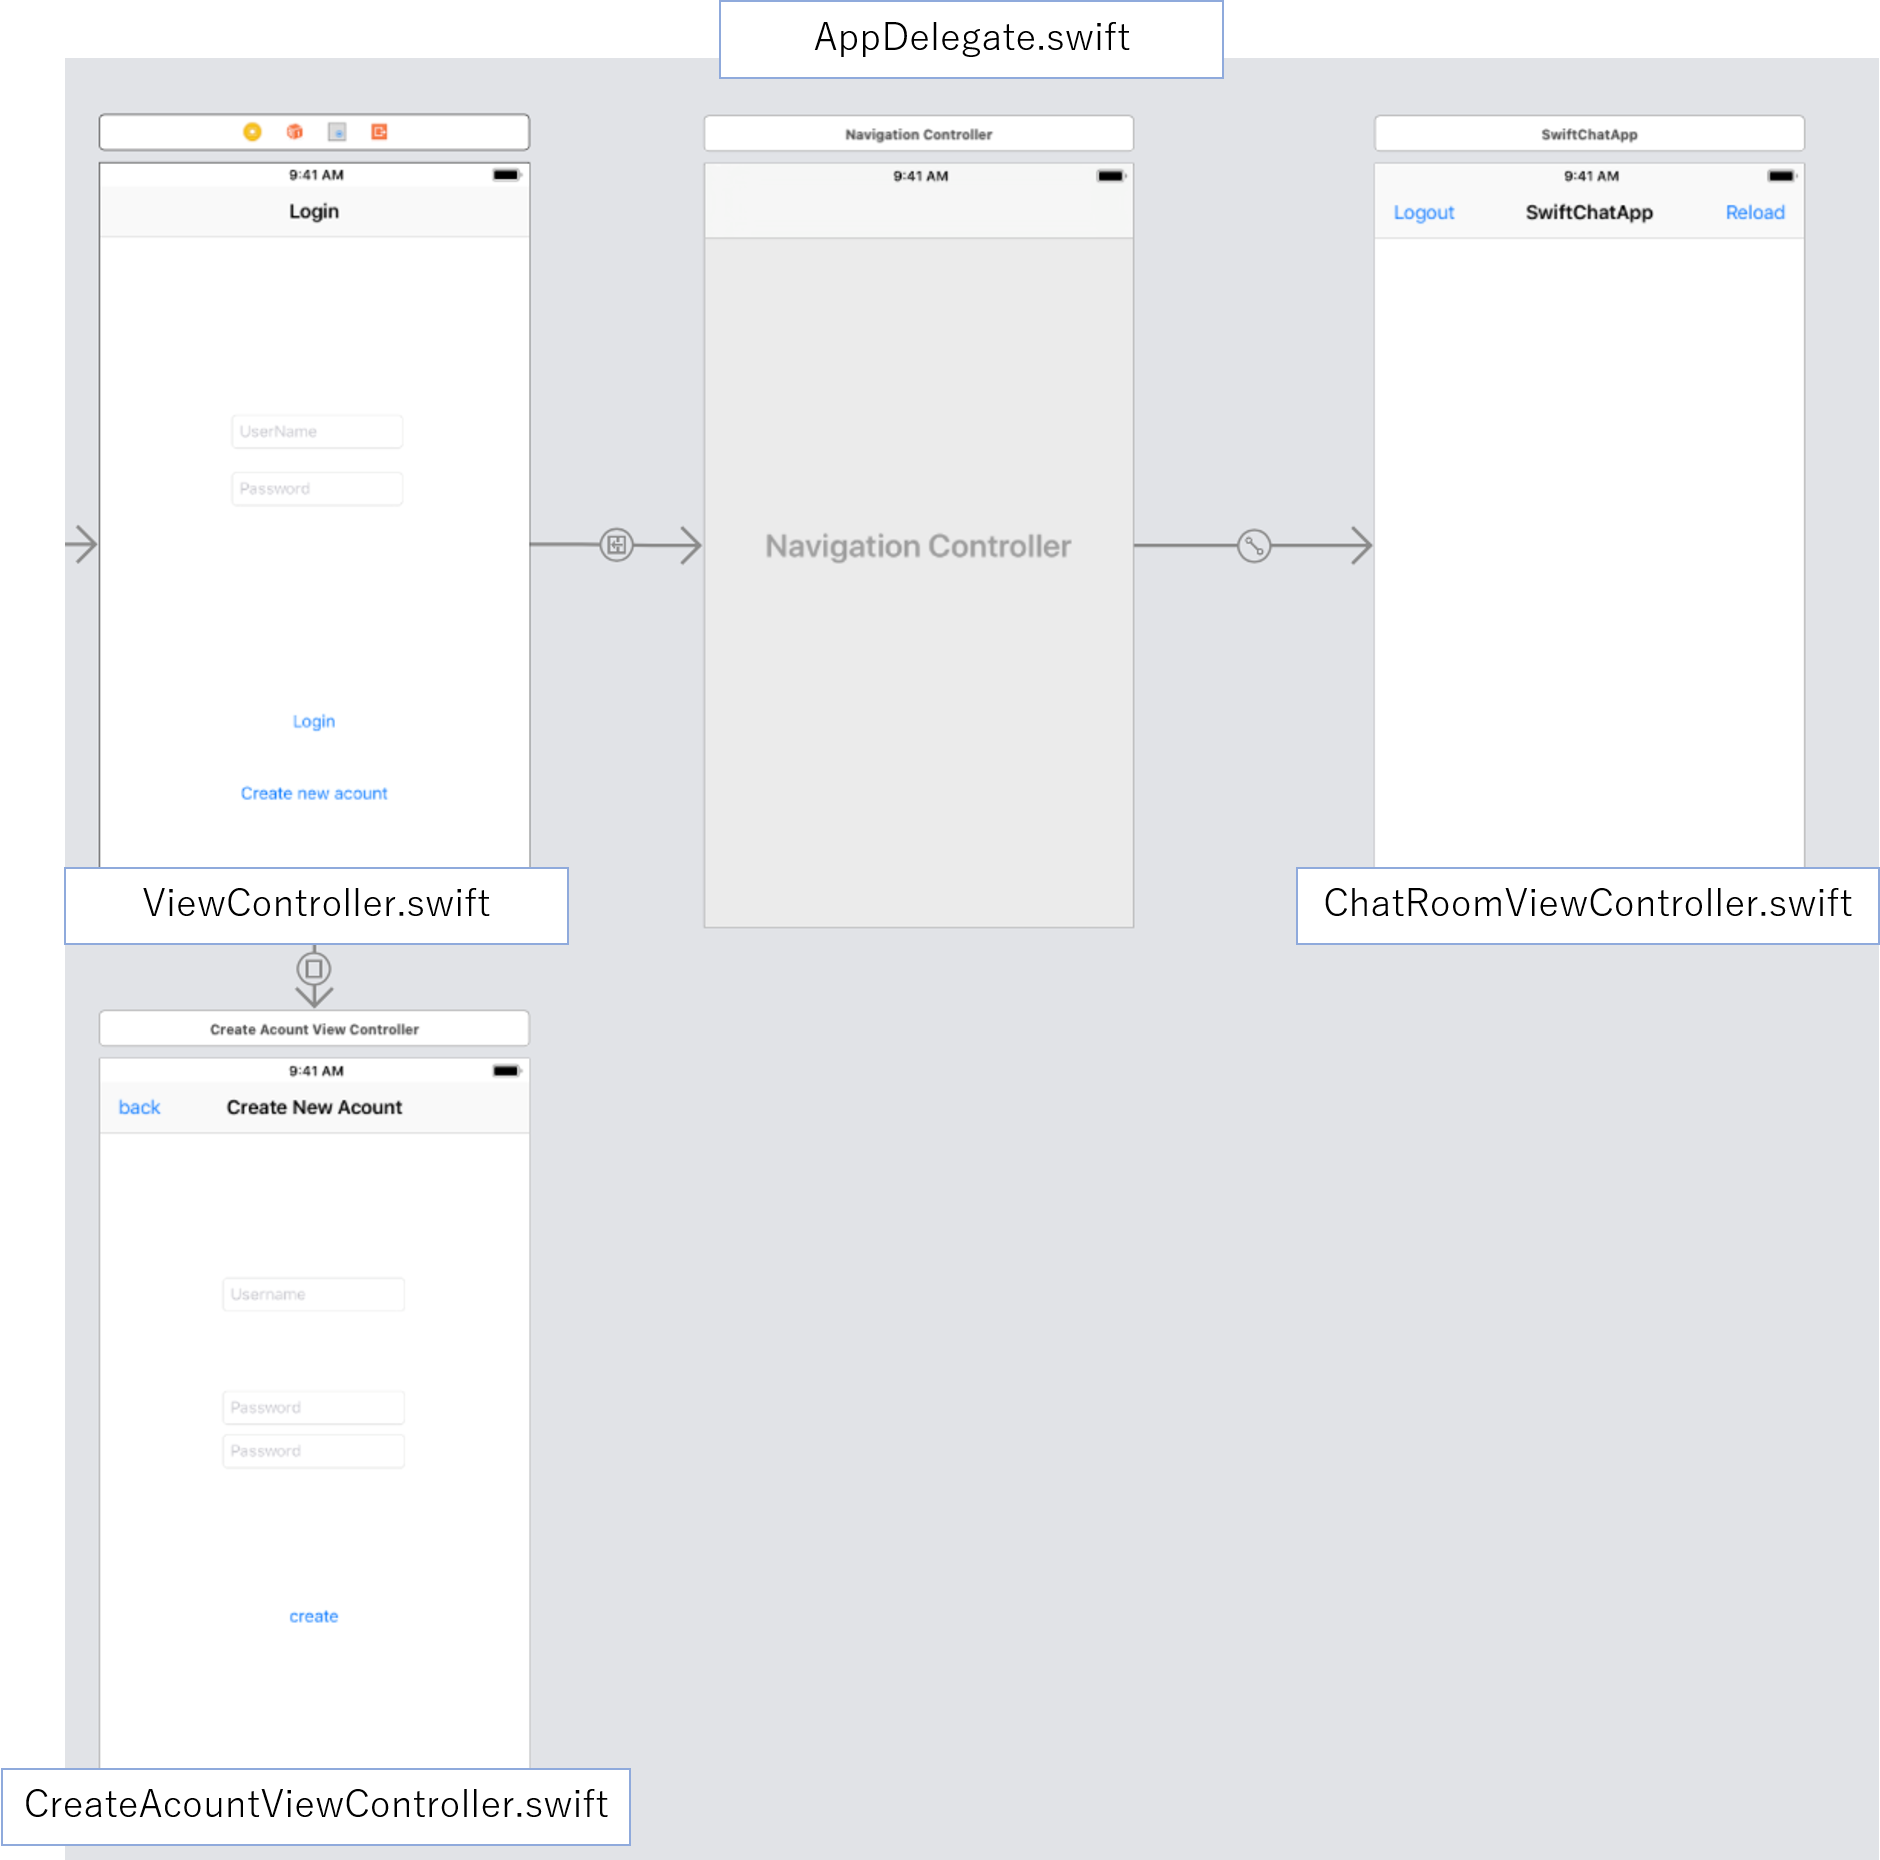 AppDelegate.swift
9:41 AM
Login
UserName
Password
Login
Create new acount
ViewController.swift
Navigation Controller
9:41 AM
Navigation Controller
SwiftChatApp
9:41 AM
Logout
SwiftChatApp
Reload
ChatRoomViewController.swift
Create Acount View Controller
9:41 AM
back
Create New Acount
Username
Password
Password
create
CreateAcountViewController.swift